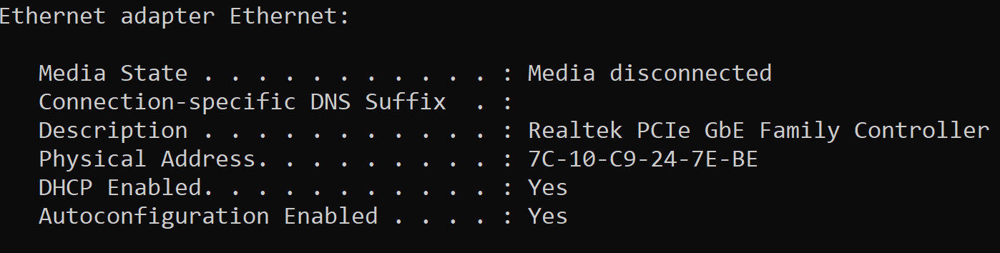 Ethernet adapter Ethernet:
Media State . . . . . . . . . . . : Media disconnected
Connection-specific DNS Suffix  . :
Description . . . . . . . . . . . : Realtek PCIe GbE Family Controller
Physical Address. . . . . . . . . : 7C-10-C9-24-7E-BE
DHCP Enabled. . . . . . . . . . . : Yes
Autoconfiguration Enabled . . . . : Yes